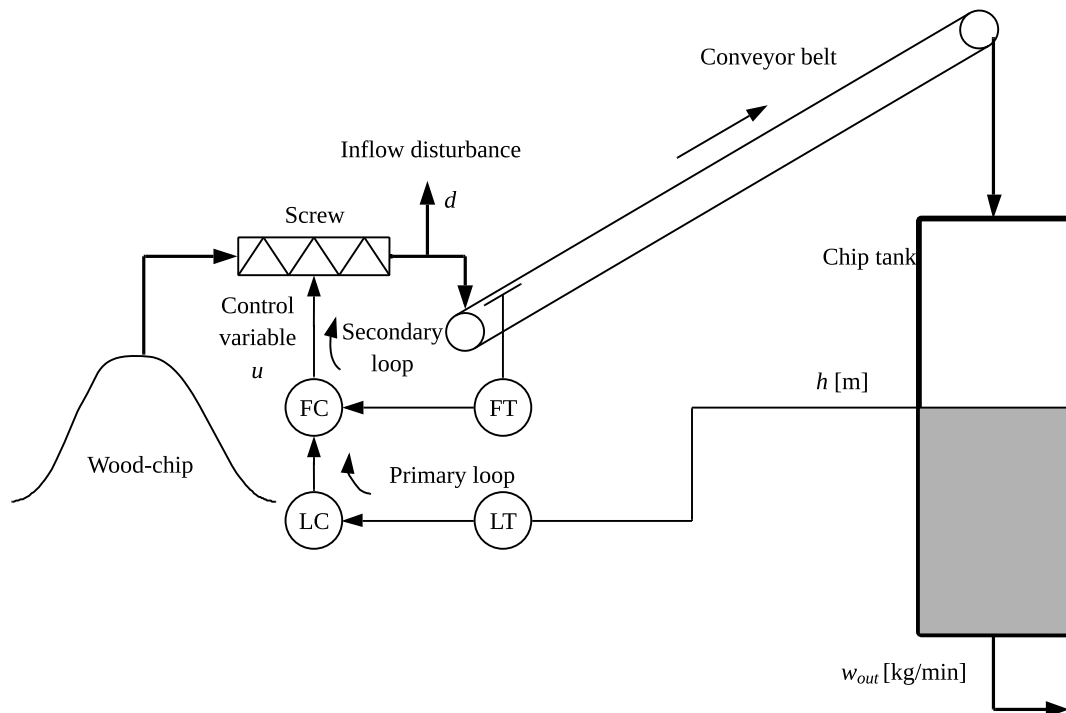 Conveyor belt
Inflow disturbance
d
Screw
Chip tank
Control
variable
u
Secondary
loop
h [m]
FC
FT
Wood-chip
Primary loop
LC
LT
w_out [kg/min]